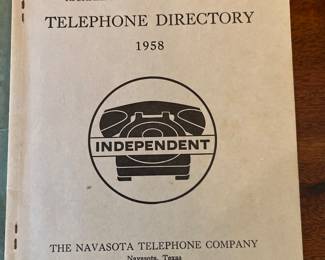 TELEPHONE DIRECTORY
1958
INDEPENDENT
THE NAVASOTA TELEPHONE COMPANY
Navasota, Texas